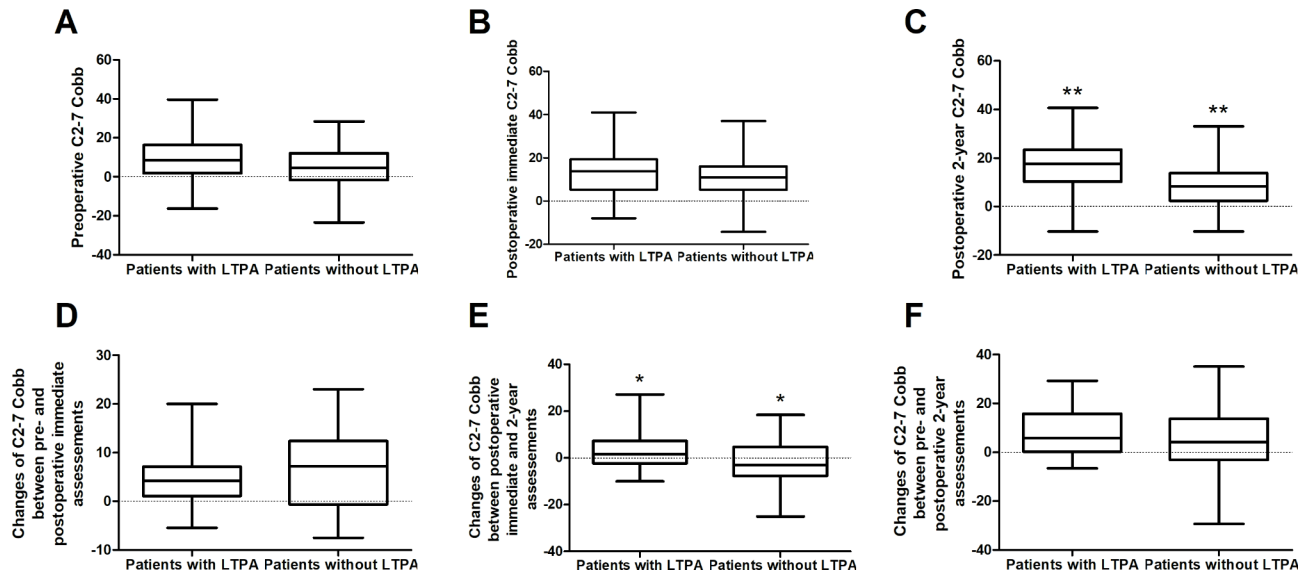 A
Preoperative C2-7 Cobb
60
40
20
0
-20
-40
Patients with LTPA
Patients without LTPA
B
Postoperative immediate C2-7 Cobb
60
40
20
0
-20
Patients with LTPA
Patients without LTPA
C
Postoperative 2-year C2-7 Cobb
60
40
20
0
-20
**
**
Patients with LTPA
Patients without LTPA
D
Changes of C2-7 Cobb
between pre- and
postoperative immediate
assessments
30
20
10
0
-10
Patients with LTPA
Patients without LTPA
E
Changes of C2-7 Cobb
between postoperative
immediate and 2-year
assessements
40
20
0
-20
-40
*
*
Patients with LTPA
Patients without LTPA
F
Changes of C2-7 Cobb
between pre- and
postoperative 2-year
assessements
40
20
0
-20
-40
Patients with LTPA
Patients without LTPA